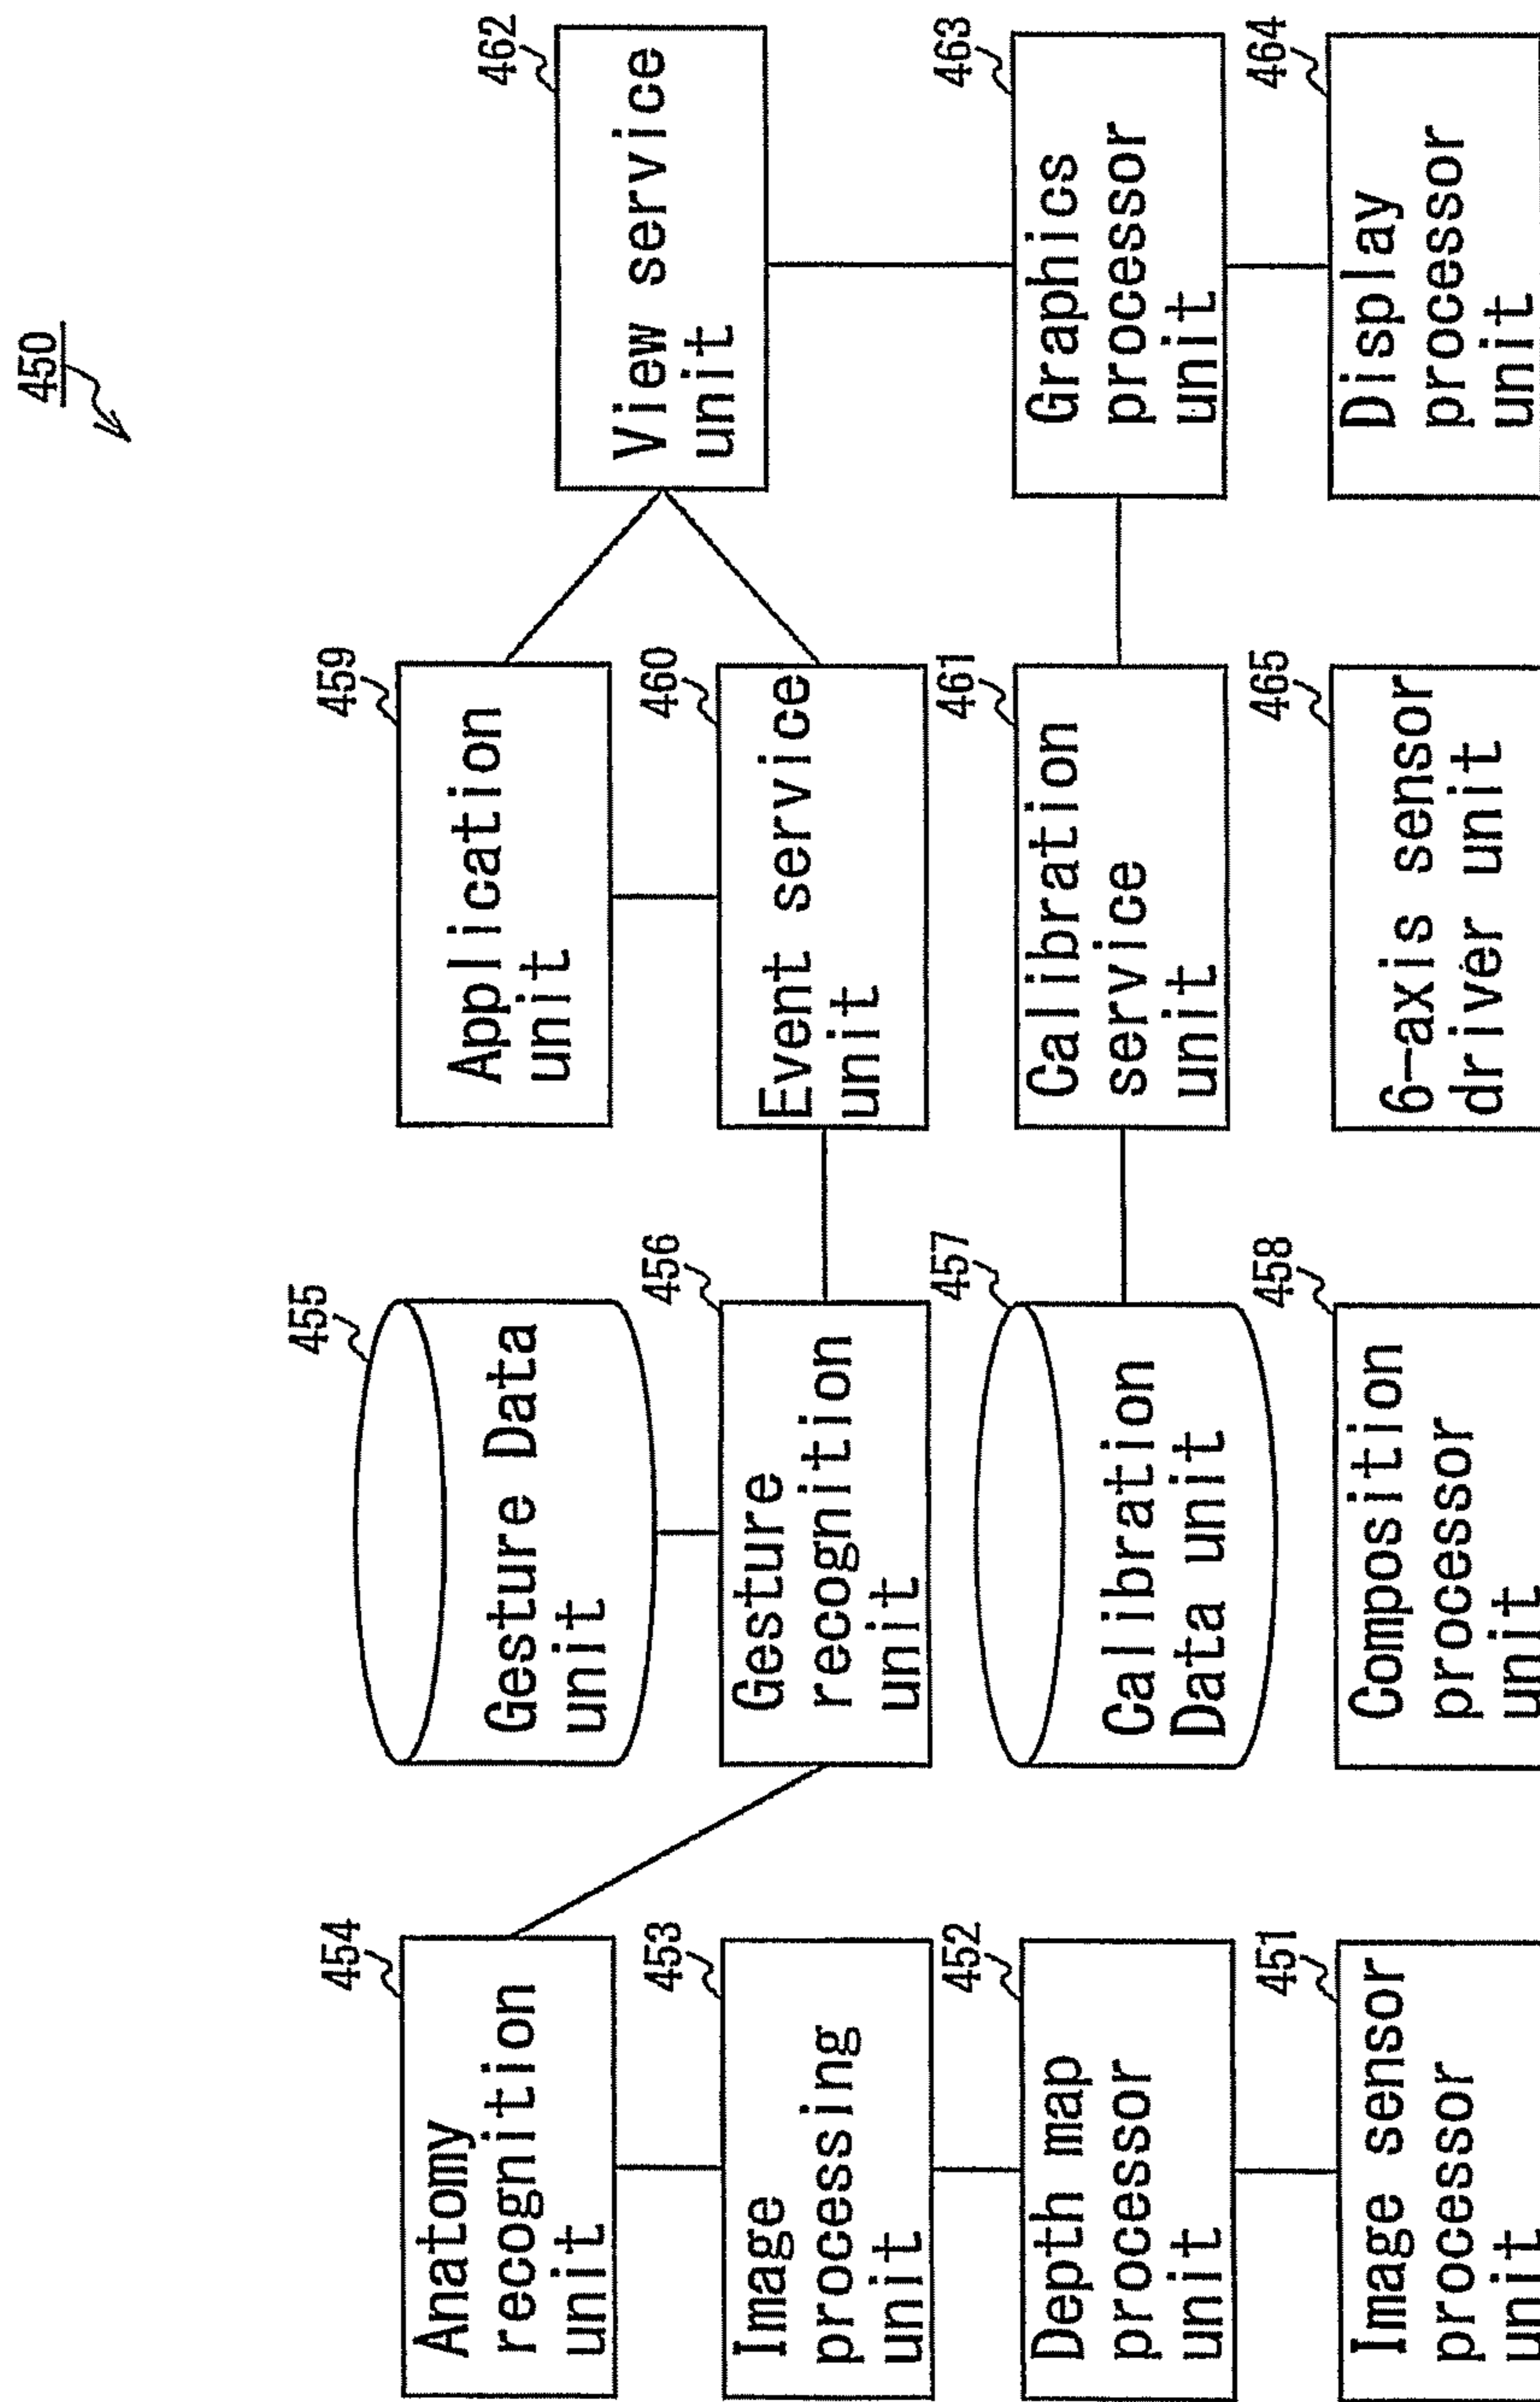 450
454
Anatomy
recognition
unit
453
Image
processing
unit
452
Depth map
processor
unit
451
Image sensor
processor
unit
455
Gesture Data
unit
456
Gesture
recognition
unit
457
Calibration
Data unit
458
Composition
processor
unit
459
Application
unit
460
Event service
unit
461
Calibration
service
unit
465
6-axis sensor
driver unit
462
View service
unit
463
Graphics
processor
unit
464
Display
processor
unit